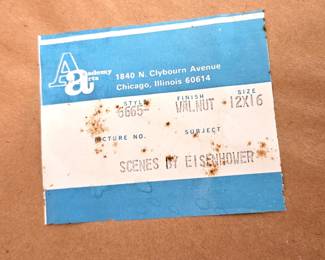 Academy Arts
1840 N. Clybourn Avenue
Chicago, Illinois 60614
STYLE FINISH SIZE
6665- WALNUT 12X16
PICTURE NO. SUBJECT
SCENES BY EISENHOWER